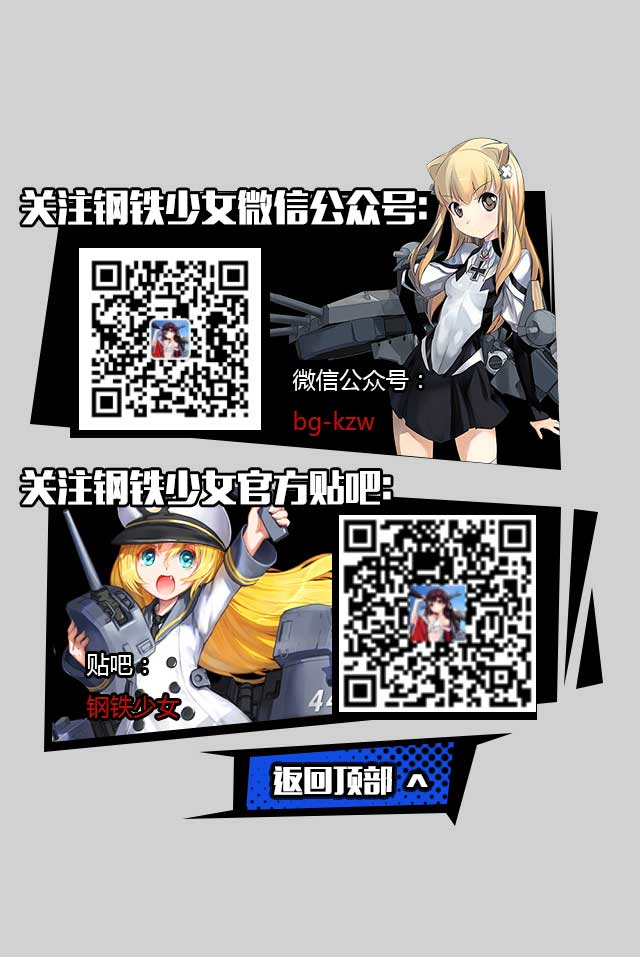 关注钢铁少女微信公众号:
微信公众号：
bg-kzw
关注钢铁少女官方贴吧:
贴吧：
钢铁少女
44
返回顶部 ^